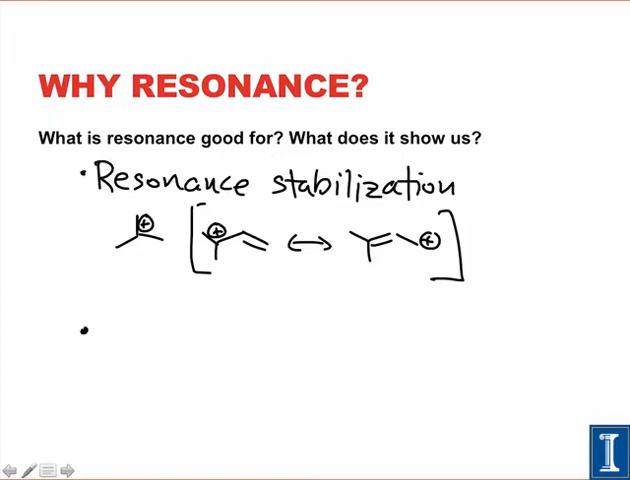 WHY RESONANCE?
What is resonance good for? What does it show us?
• Resonance stabilization
⊕ [ ⊕ ↔ ⊕ ]
•
I